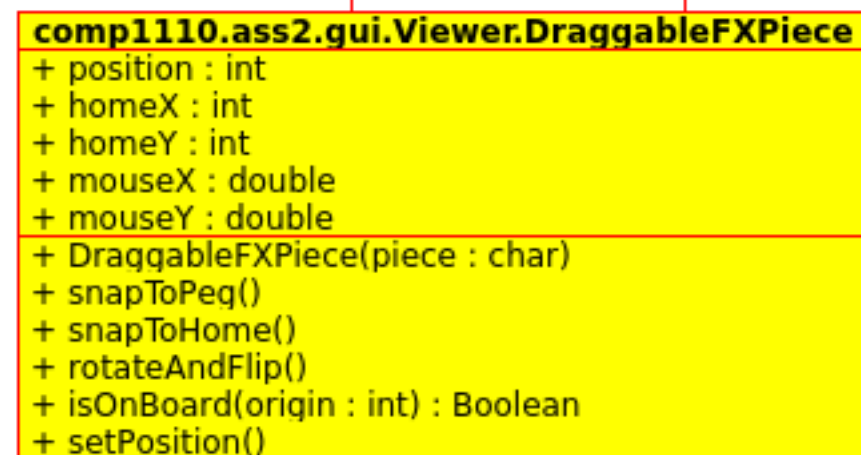 comp1110.ass2.gui.Viewer.DraggableFXPiece
+ position : int
+ homeX : int
+ homeY : int
+ mouseX : double
+ mouseY : double
+ DraggableFXPiece(piece : char)
+ snapToPeg()
+ snapToHome()
+ rotateAndFlip()
+ isOnBoard(origin : int) : Boolean
+ setPosition()